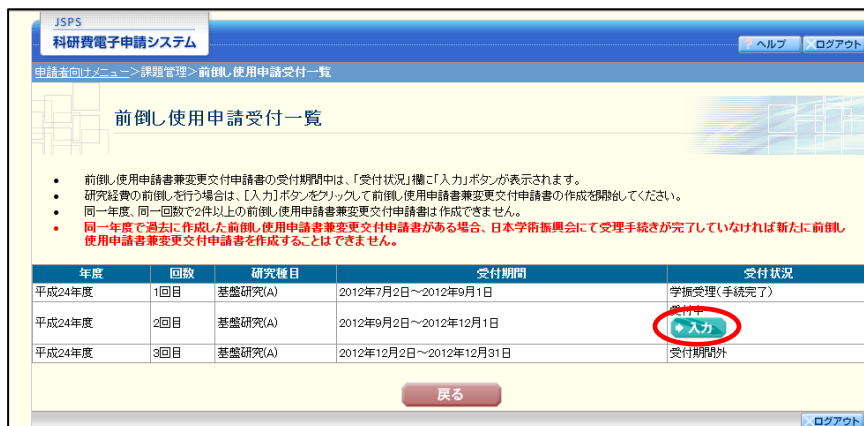 JSPS
科研費電子申請システム
? ヘルプ
×ログアウト
申請者向けメニュー>課題管理>前倒し使用申請受付一覧
前倒し使用申請受付一覧
● 前倒し使用申請書兼変更交付申請書の受付期間中は、「受付状況」欄に「入力」ボタンが表示されます。
● 研究経費の前倒しを行う場合は、[入力]ボタンをクリックして前倒し使用申請書兼変更交付申請書の作成を開始してください。
● 同一年度、同一回数で2件以上の前倒し使用申請書兼変更交付申請書は作成できません。
● 同一年度で過去に作成した前倒し使用申請書兼変更交付申請書がある場合、日本学術振興会にて受理手続きが完了していなければ新たに前倒し
使用申請書兼変更交付申請書を作成することはできません。
年度 回数 研究種目 受付期間 受付状況
平成24年度 1回目 基盤研究(A) 2012年7月2日~2012年9月1日 学振受理(手続完了)
受付中
平成24年度 2回目 基盤研究(A) 2012年9月2日~2012年12月1日 入力
平成24年度 3回目 基盤研究(A) 2012年12月2日~2012年12月31日 受付期間外
戻る
×ログアウト